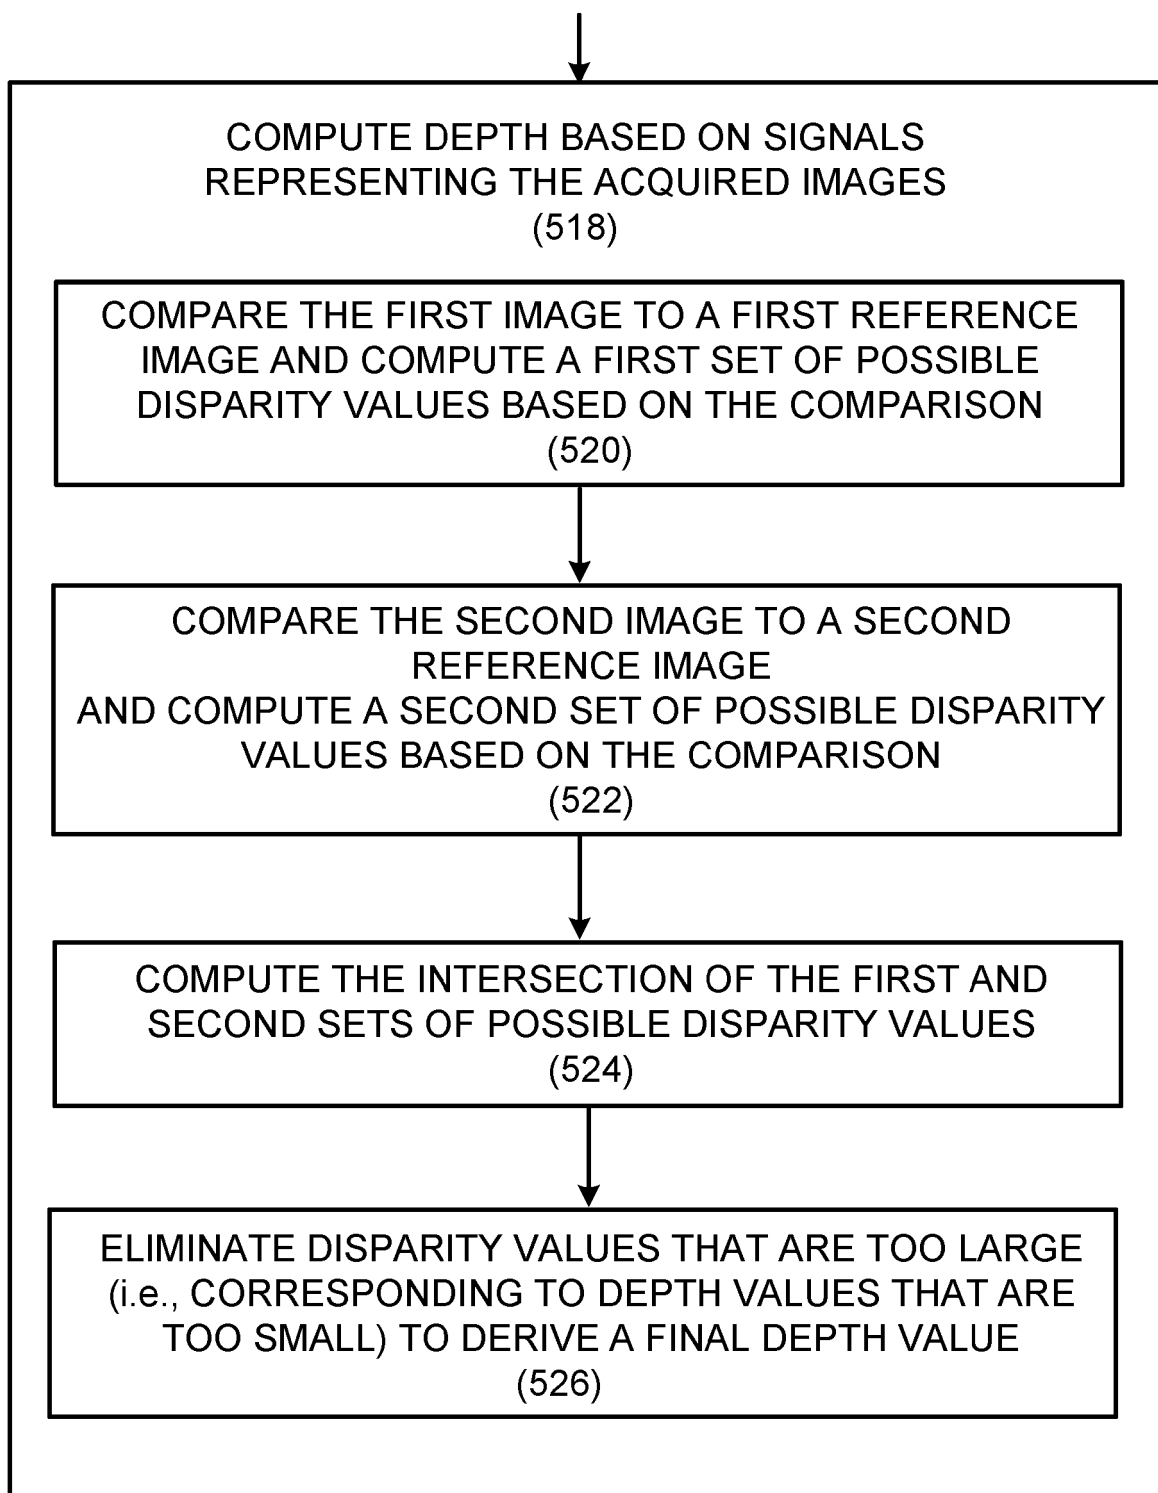 COMPUTE DEPTH BASED ON SIGNALS
REPRESENTING THE ACQUIRED IMAGES
(518)
COMPARE THE FIRST IMAGE TO A FIRST REFERENCE
IMAGE AND COMPUTE A FIRST SET OF POSSIBLE
DISPARITY VALUES BASED ON THE COMPARISON
(520)
COMPARE THE SECOND IMAGE TO A SECOND
REFERENCE IMAGE
AND COMPUTE A SECOND SET OF POSSIBLE DISPARITY
VALUES BASED ON THE COMPARISON
(522)
COMPUTE THE INTERSECTION OF THE FIRST AND
SECOND SETS OF POSSIBLE DISPARITY VALUES
(524)
ELIMINATE DISPARITY VALUES THAT ARE TOO LARGE
(i.e., CORRESPONDING TO DEPTH VALUES THAT ARE
TOO SMALL) TO DERIVE A FINAL DEPTH VALUE
(526)